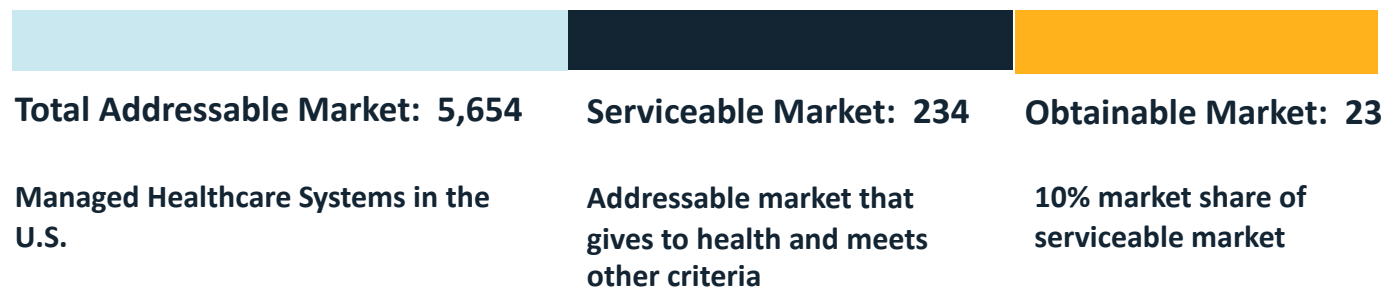 Total Addressable Market: 5,654
Managed Healthcare Systems in the
U.S.
Serviceable Market: 234
Addressable market that
gives to health and meets
other criteria
Obtainable Market: 23
10% market share of
serviceable market